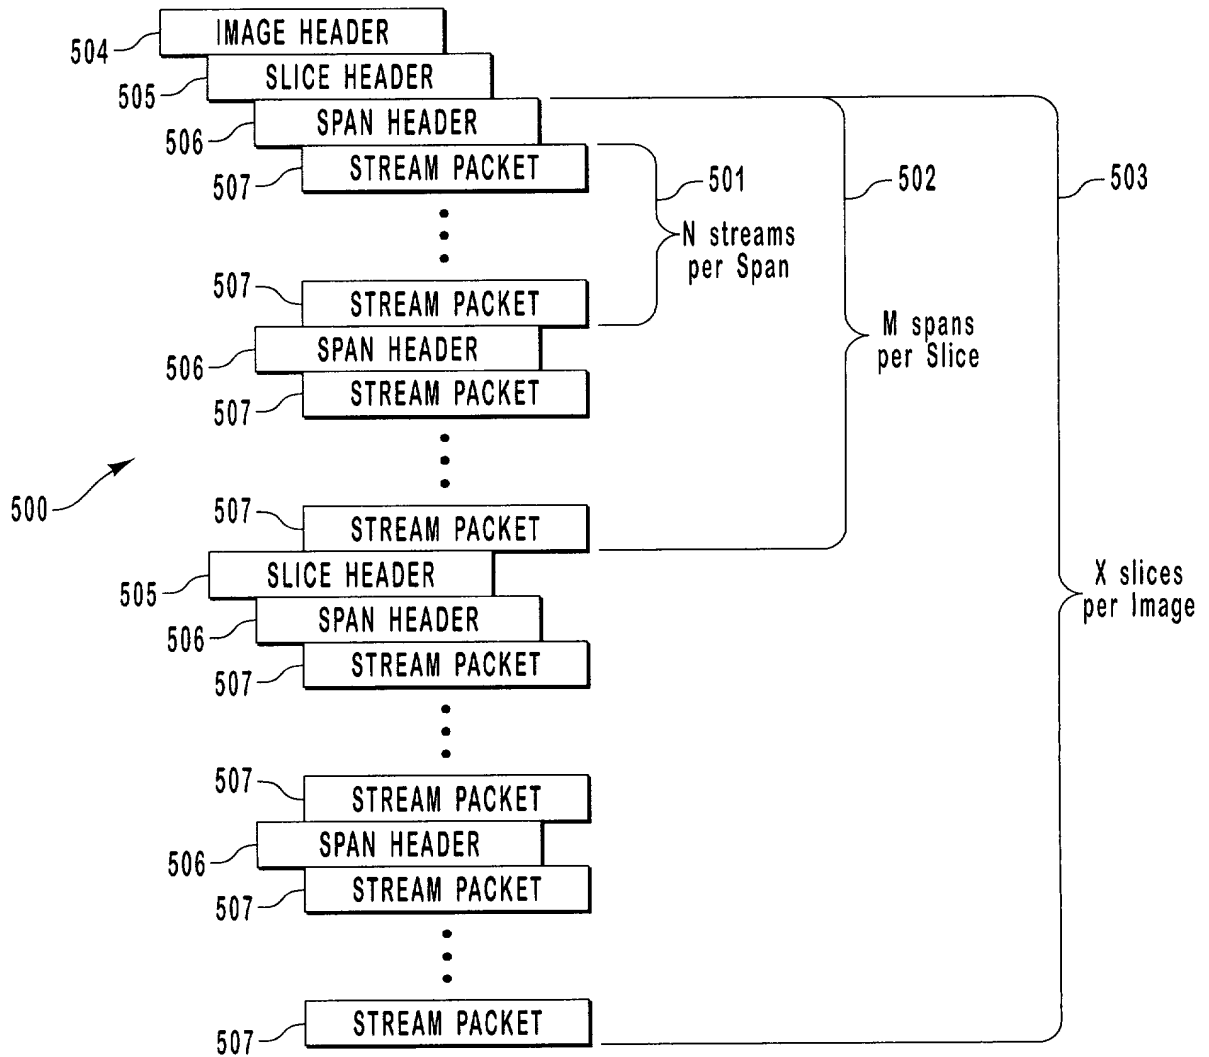 IMAGE HEADER
504
SLICE HEADER
505
SPAN HEADER
506
STREAM PACKET
507
501
502
503
N streams
per Span
507
STREAM PACKET
SPAN HEADER
506
M spans
per Slice
STREAM PACKET
507
500
507
STREAM PACKET
SLICE HEADER
505
X slices
per Image
SPAN HEADER
506
STREAM PACKET
507
507
STREAM PACKET
SPAN HEADER
506
STREAM PACKET
507
STREAM PACKET
507